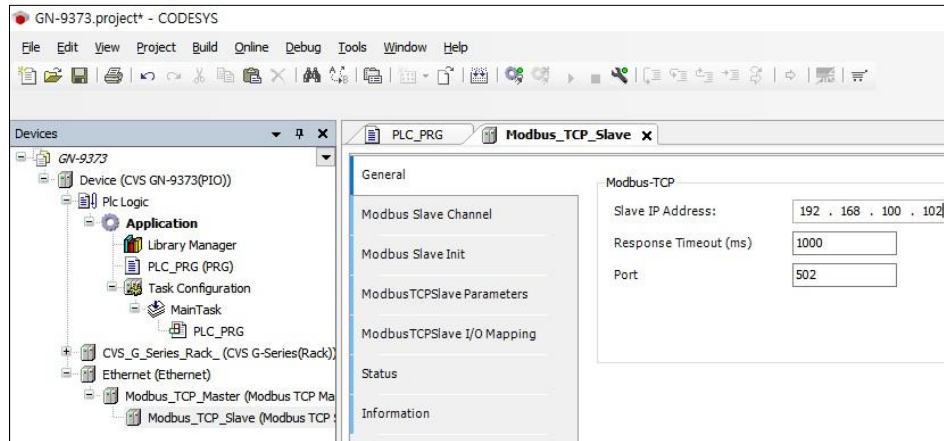 GN-9373.project* - CODESYS
File Edit View Project Build Online Debug Tools Window Help
Devices
GN-9373
Device (CVS GN-9373(PIO))
Plc Logic
Application
Library Manager
PLC_PRG (PRG)
Task Configuration
MainTask
PLC_PRG
CVS_G_Series_Rack_ (CVS G-Series(Rack))
Ethernet (Ethernet)
Modbus_TCP_Master (Modbus TCP Ma
Modbus_TCP_Slave (Modbus TCP S
PLC_PRG Modbus_TCP_Slave
General
Modbus Slave Channel
Modbus Slave Init
ModbusTCPSlave Parameters
ModbusTCPSlave I/O Mapping
Status
Information
Modbus-TCP
Slave IP Address: 192 . 168 . 100 . 102
Response Timeout (ms) 1000
Port 502